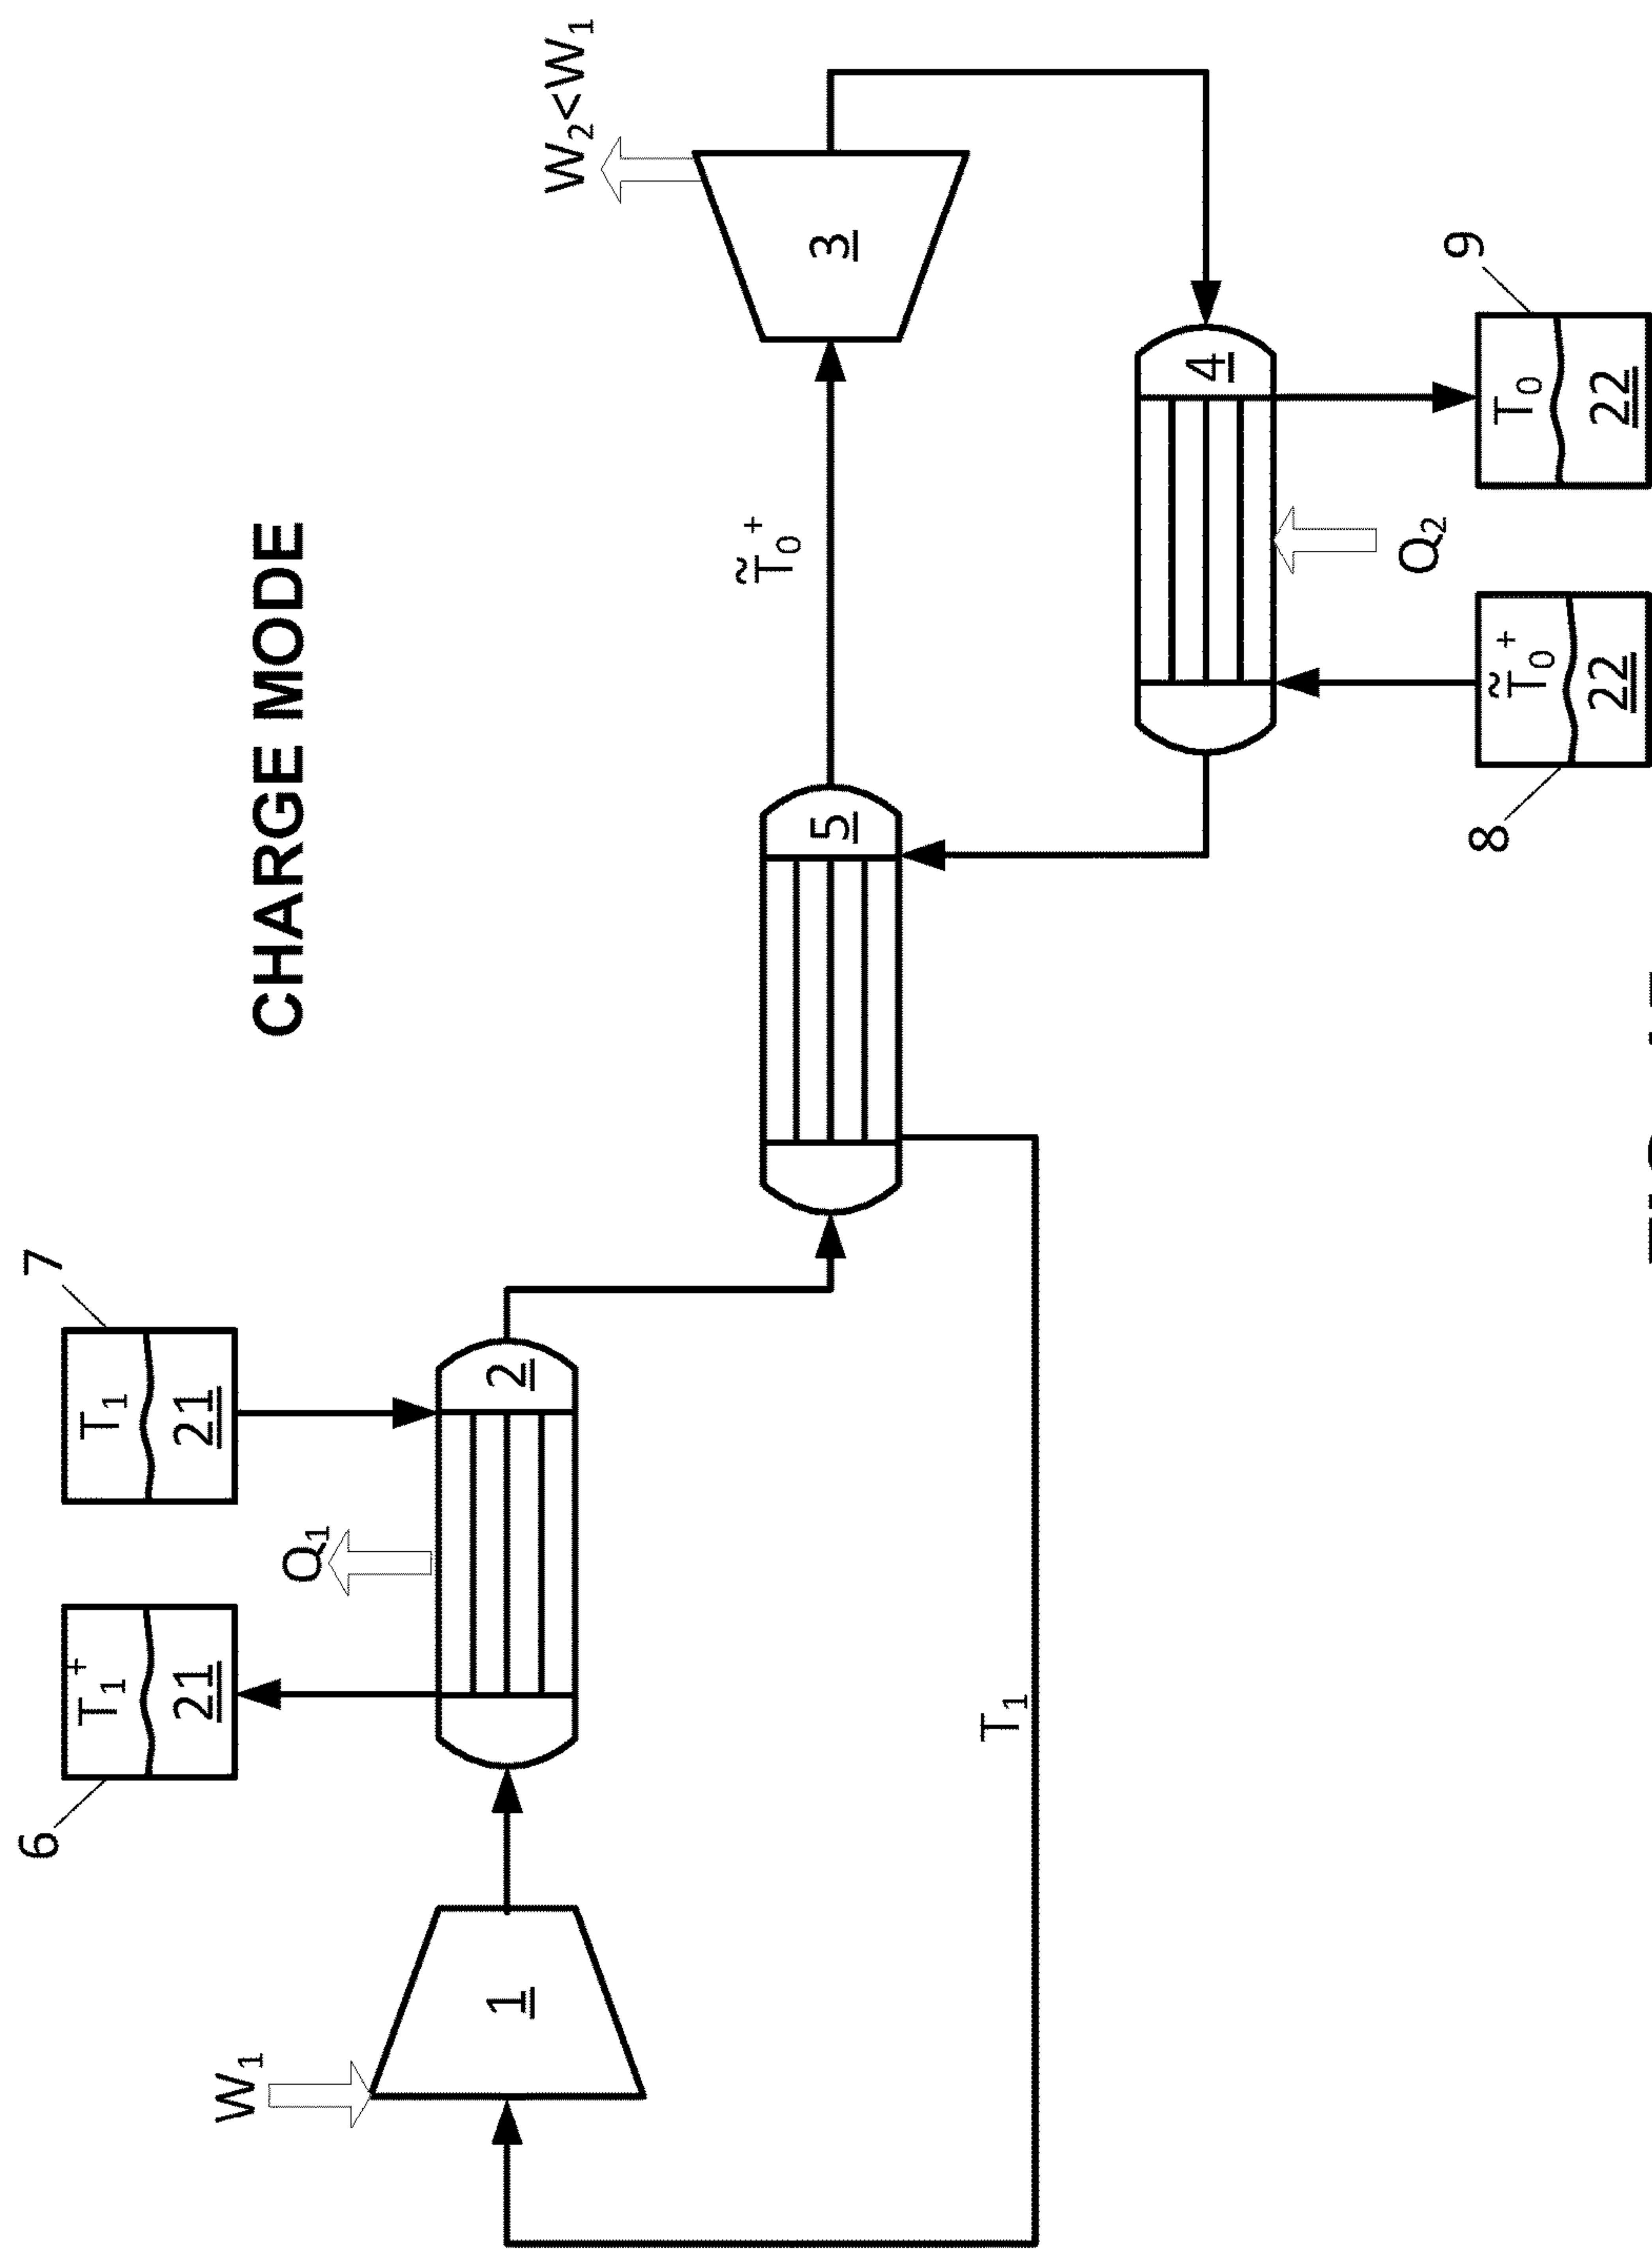 6
7
T₁⁺
T₁
21
21
W₁
CHARGE MODE
Q₁
1
2
W₂<W₁
T̃₀⁺
5
3
T₁
4
Q₂
9
8
T̃₀⁺
T₀
22
22